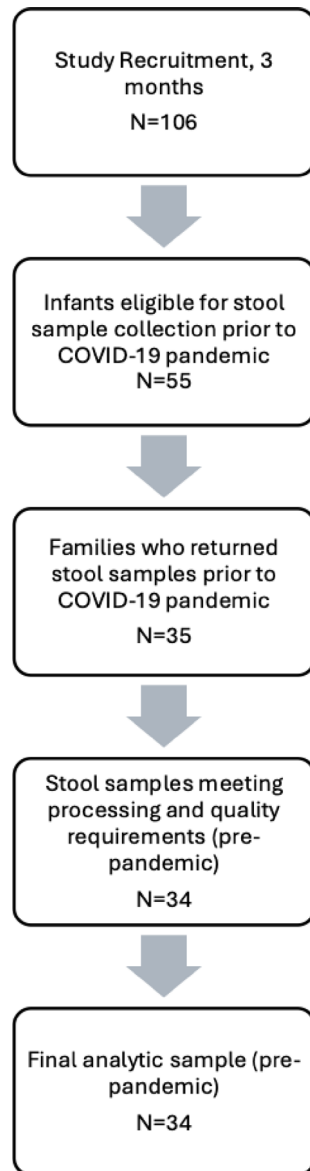 Study Recruitment, 3
months
N=106
Infants eligible for stool
sample collection prior to
COVID-19 pandemic
N=55
Families who returned
stool samples prior to
COVID-19 pandemic
N=35
Stool samples meeting
processing and quality
requirements (pre-
pandemic)
N=34
Final analytic sample (pre-
pandemic)
N=34